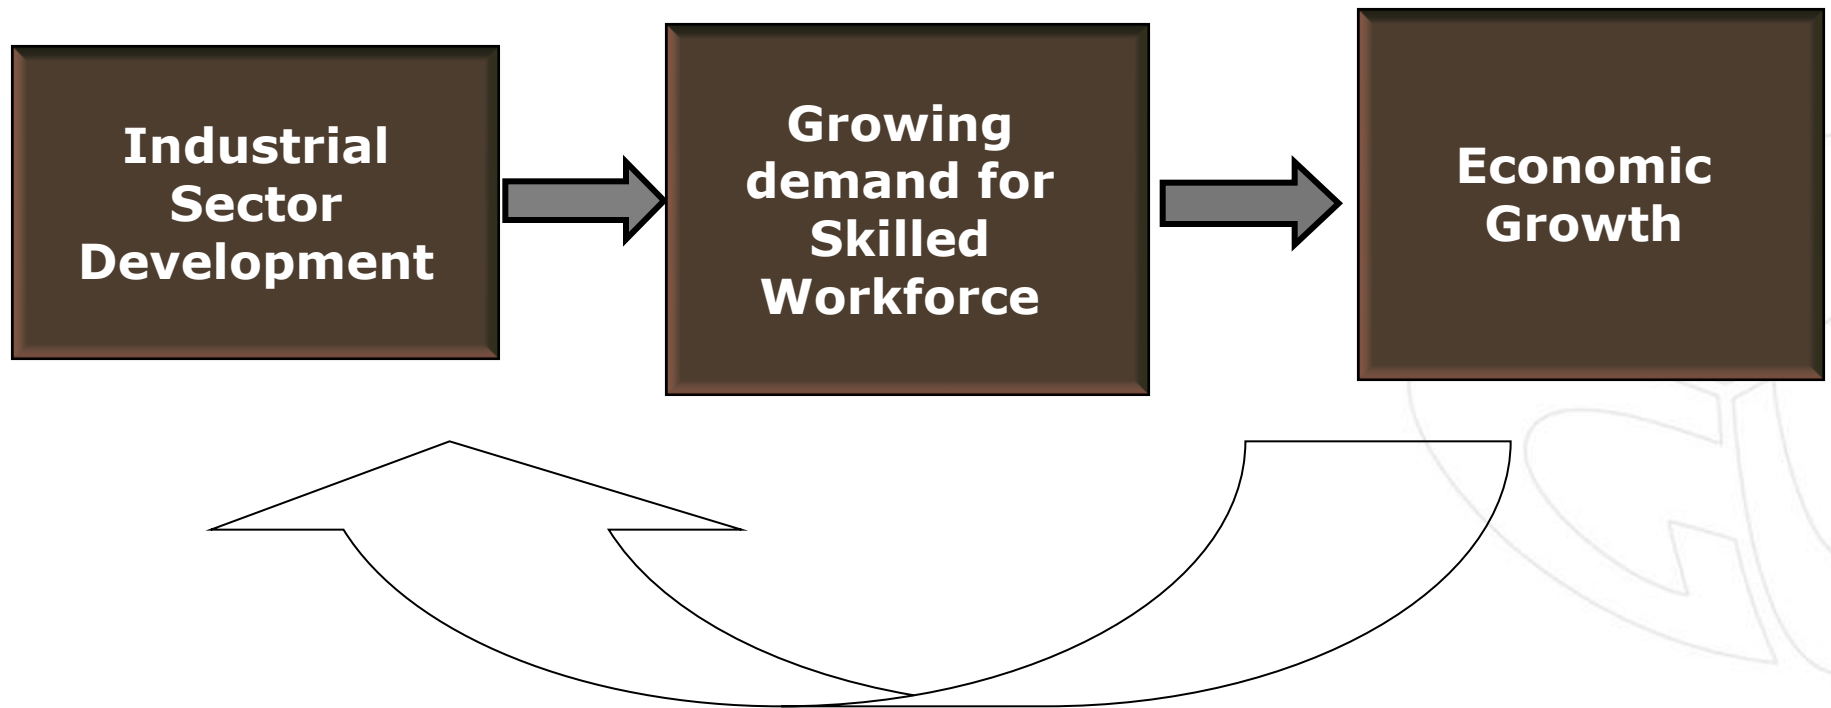 Industrial
Sector
Development
Growing
demand for
Skilled
Workforce
Economic
Growth